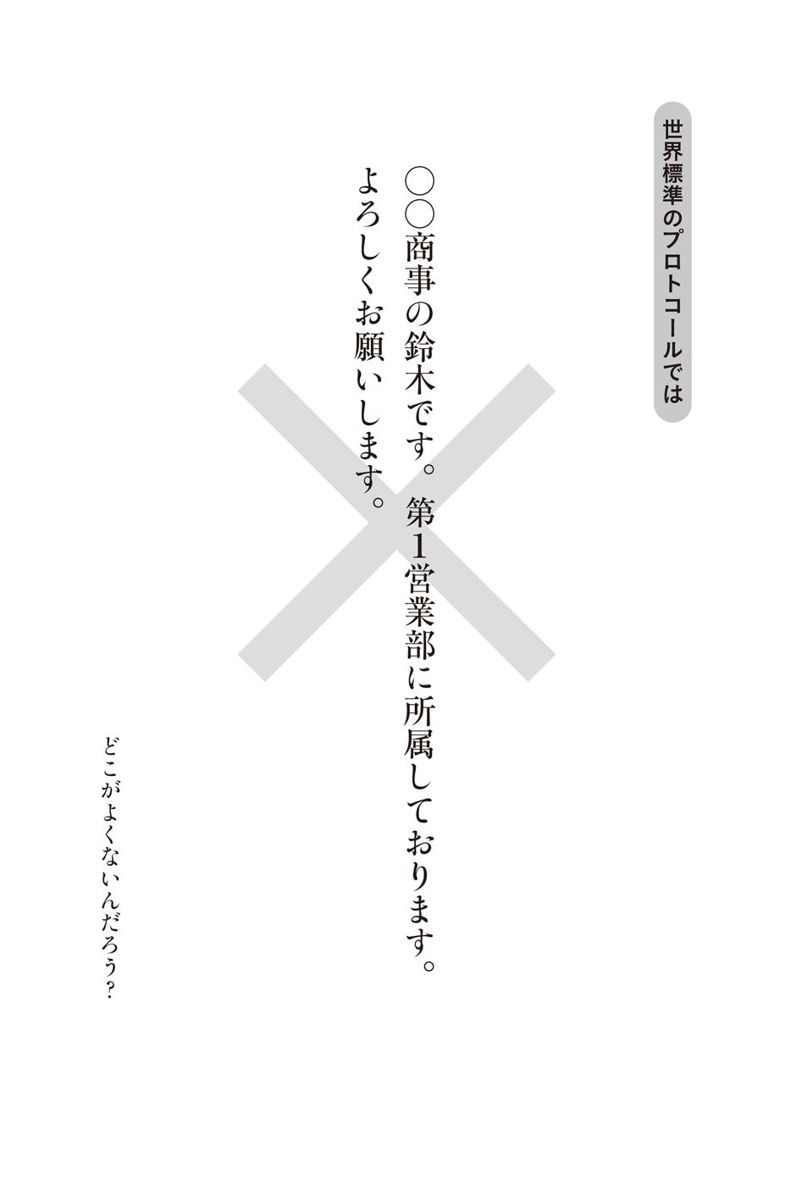 世界標準のプロトコールでは
〇〇商事の鈴木です。第1営業部に所属しております。
よろしくお願いします。
どこがよくないんだろう?